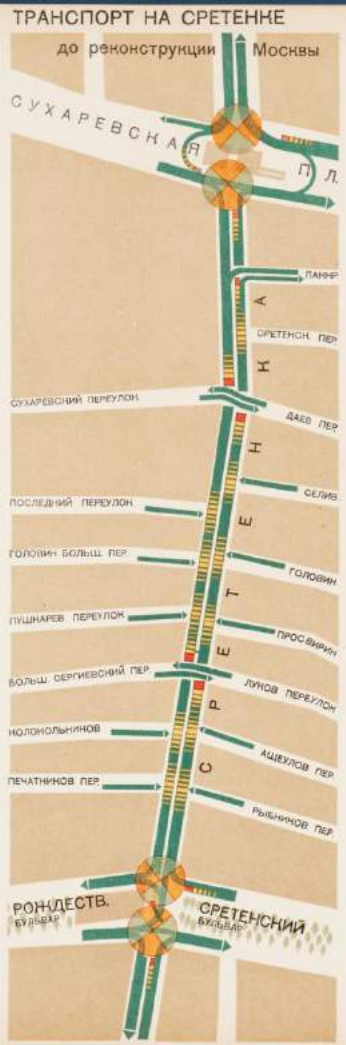 ТРАНСПОРТ НА СРЕТЕНКЕ
до реконструкции Москвы
СУХАРЕВСКАЯ ПЛ.
ПАНКР
СРЕТЕНСК. ПЕР
СУХАРЕВСКИЙ ПЕРЕУЛОК
ДАЕВ ПЕР.
СЕЛИВ.
ПОСЛЕДНИЙ ПЕРЕУЛОК
ГОЛОВИН БОЛЬШ. ПЕР.
ГОЛОВИН
ПУШКАРЕВ ПЕРЕУЛОК
ПРОСВИРИН
БОЛЬШ. СЕРГИЕВСКИЙ ПЕР.
ЛУКОВ ПЕРЕУЛОК
КОЛОКОЛЬНИКОВ
АЩЕУЛОВ ПЕР.
ПЕЧАТНИКОВ ПЕР.
РЫБНИКОВ ПЕР.
СРЕТЕНКА
РОЖДЕСТВ.
БУЛЬВАР
СРЕТЕНСКИЙ
БУЛЬВАР